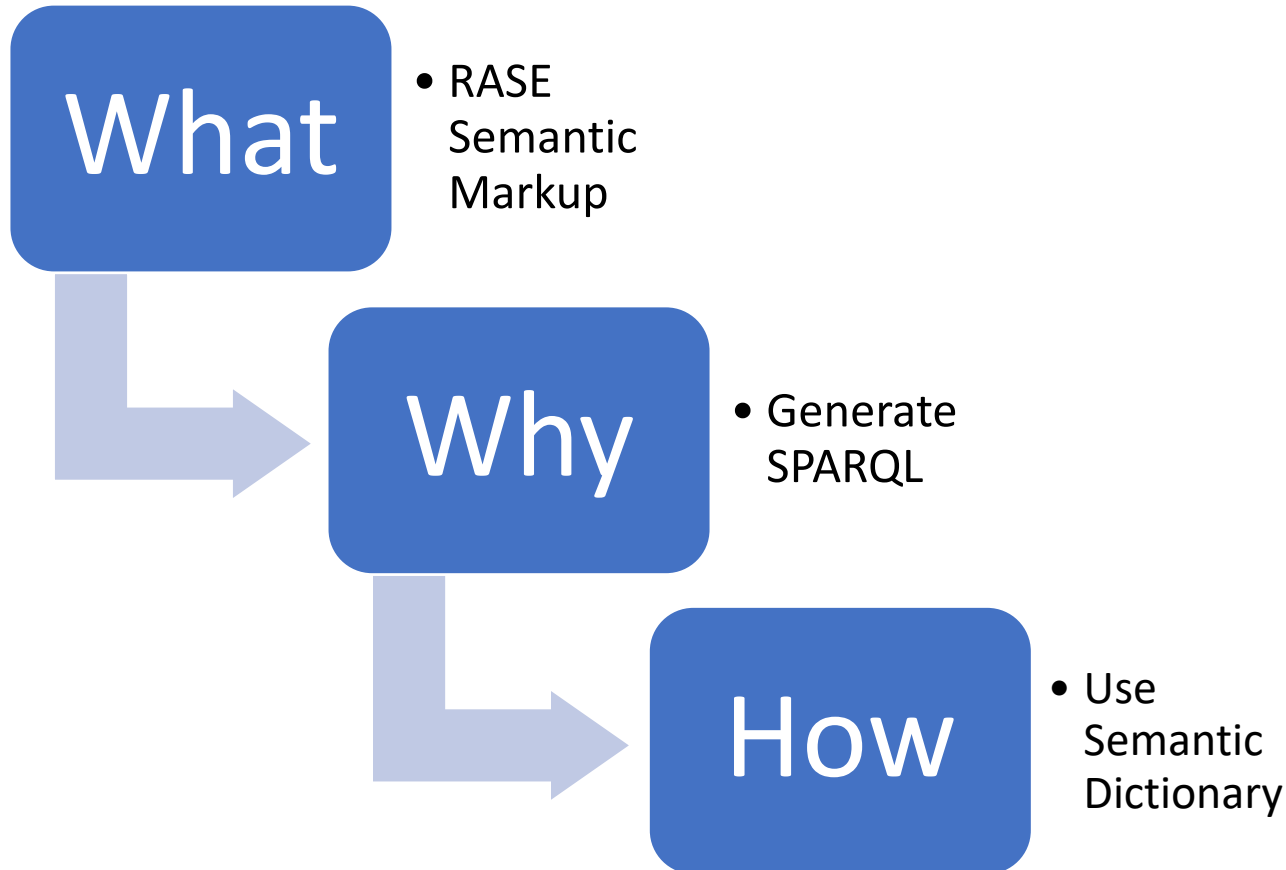 What
• RASE
Semantic
Markup
Why
• Generate
SPARQL
How
• Use
Semantic
Dictionary